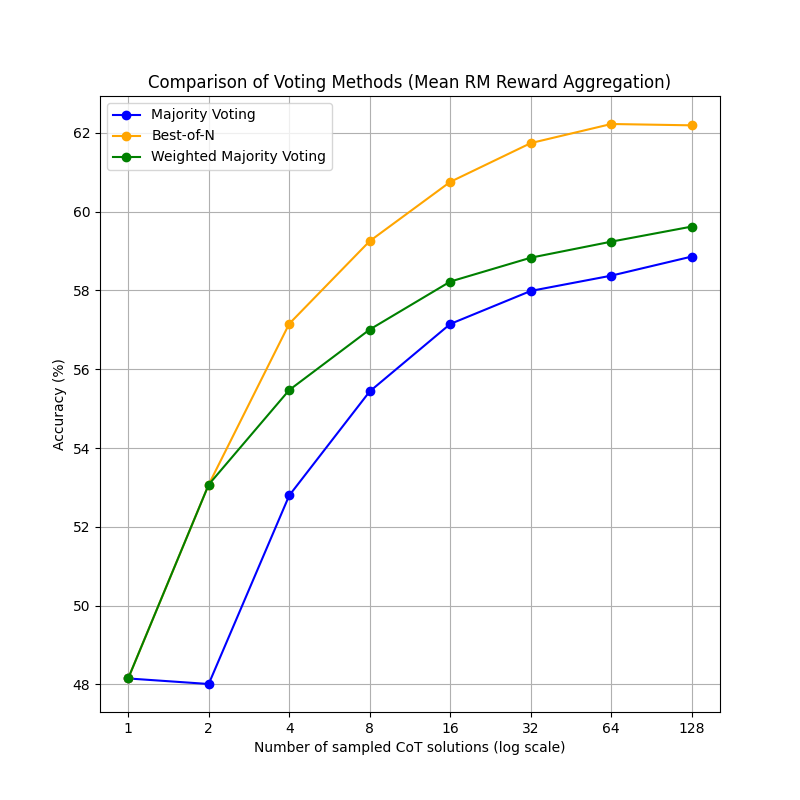 Comparison of Voting Methods (Mean RM Reward Aggregation)
Majority Voting
Best-of-N
Weighted Majority Voting
Accuracy (%)
62
60
58
56
54
52
50
48
1 2 4 8 16 32 64 128
Number of sampled CoT solutions (log scale)